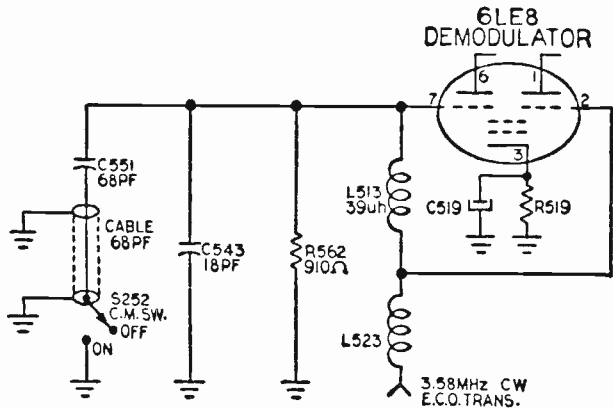 6LE8
DEMODULATOR
6
1
7
2
3
C551
68PF
L513
39uh
C519
R519
CABLE
68PF
C543
18PF
R562
910Ω
S252
C.M. SW.
OFF
ON
L523
3.58MHz CW
E.C.O. TRANS.